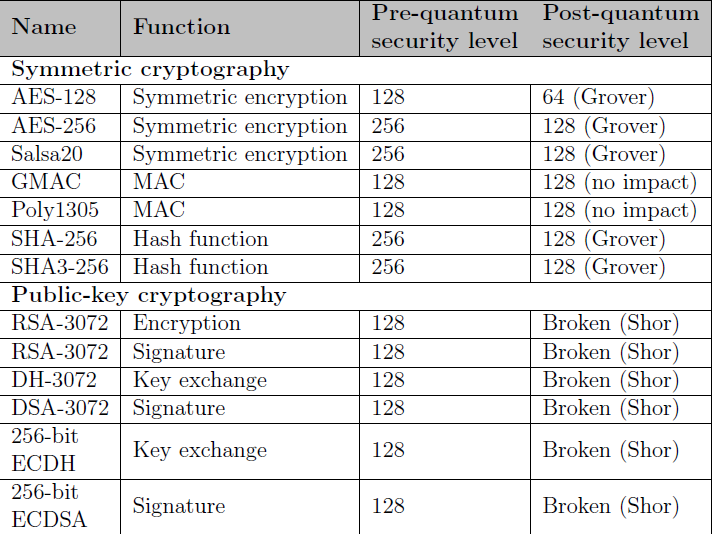 Name Function Pre-quantum security level Post-quantum security level
Symmetric cryptography
AES-128 Symmetric encryption 128 64 (Grover)
AES-256 Symmetric encryption 256 128 (Grover)
Salsa20 Symmetric encryption 256 128 (Grover)
GMAC MAC 128 128 (no impact)
Poly1305 MAC 128 128 (no impact)
SHA-256 Hash function 256 128 (Grover)
SHA3-256 Hash function 256 128 (Grover)
Public-key cryptography
RSA-3072 Encryption 128 Broken (Shor)
RSA-3072 Signature 128 Broken (Shor)
DH-3072 Key exchange 128 Broken (Shor)
DSA-3072 Signature 128 Broken (Shor)
256-bit ECDH Key exchange 128 Broken (Shor)
256-bit ECDSA Signature 128 Broken (Shor)